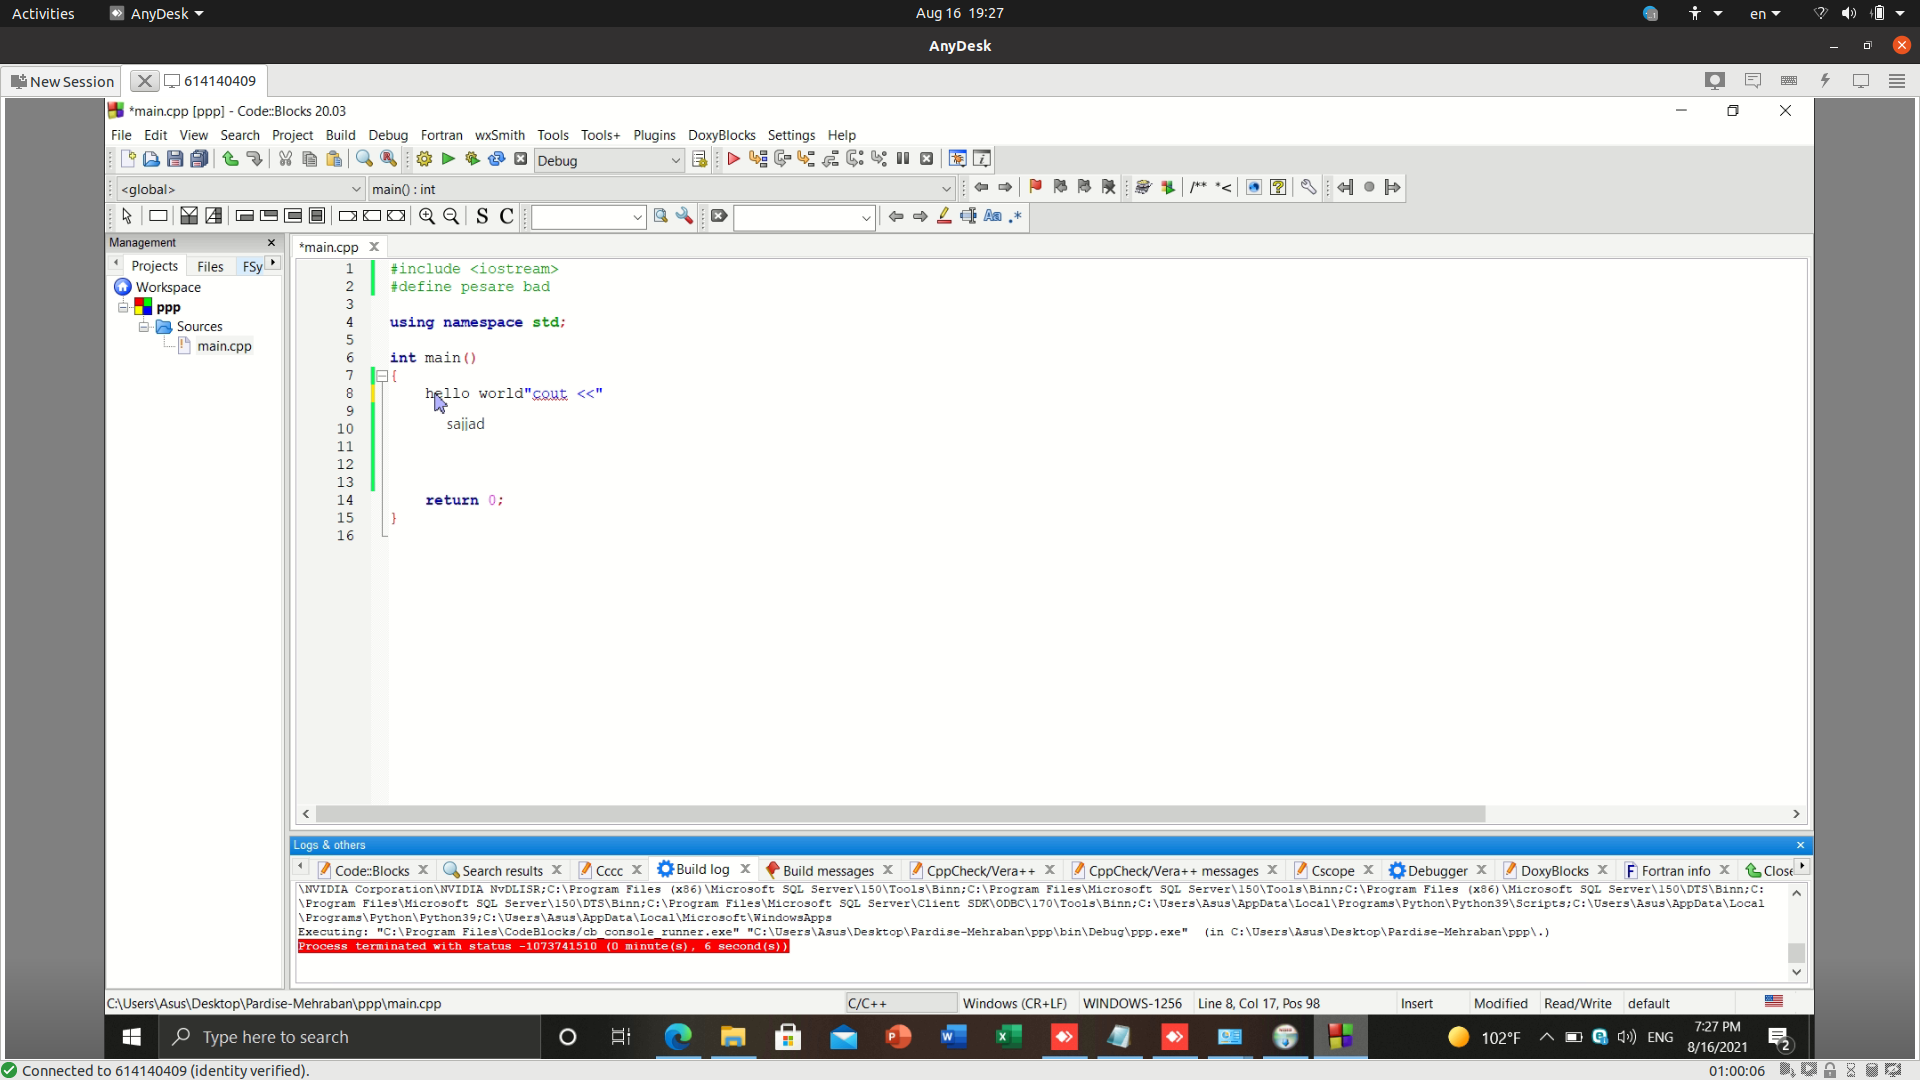 Activities AnyDesk Aug 16 19:27 en
AnyDesk
New Session 614140409
*main.cpp [ppp] - Code::Blocks 20.03
File Edit View Search Project Build Debug Fortran wxSmith Tools Tools+ Plugins DoxyBlocks Settings Help
Debug
<global> main() : int /** *<
S C Aa .*
Management *main.cpp
Projects Files FSy
Workspace
ppp
Sources
main.cpp
1 #include <iostream>
2 #define pesare bad
3
4 using namespace std;
5
6 int main()
7 {
8 hello world"cout <<"
9
sajjad
10
11
12
13
14 return 0;
15 }
16
Logs & others
Code::Blocks Search results Cccc Build log Build messages CppCheck/Vera++ CppCheck/Vera++ messages Cscope Debugger DoxyBlocks Fortran info Close
\NVIDIA Corporation\NVIDIA NvDLISR;C:\Program Files (x86)\Microsoft SQL Server\150\Tools\Binn;C:\Program Files\Microsoft SQL Server\150\Tools\Binn;C:\Program Files (x86)\Microsoft SQL Server\150\DTS\Binn;C:
\Program Files\Microsoft SQL Server\150\DTS\Binn;C:\Program Files\Microsoft SQL Server\Client SDK\ODBC\170\Tools\Binn;C:\Users\Asus\AppData\Local\Programs\Python\Python39\Scripts;C:\Users\Asus\AppData\Local
\Programs\Python\Python39;C:\Users\Asus\AppData\Local\Microsoft\WindowsApps
Executing: "C:\Program Files\CodeBlocks/cb_console_runner.exe" "C:\Users\Asus\Desktop\Pardise-Mehraban\ppp\bin\Debug\ppp.exe" (in C:\Users\Asus\Desktop\Pardise-Mehraban\ppp\.)
Process terminated with status -1073741510 (0 minute(s), 6 second(s))
C:\Users\Asus\Desktop\Pardise-Mehraban\ppp\main.cpp C/C++ Windows (CR+LF) WINDOWS-1256 Line 8, Col 17, Pos 98 Insert Modified Read/Write default
Type here to search 102°F ENG 7:27 PM
8/16/2021 2
Connected to 614140409 (identity verified). 01:00:06